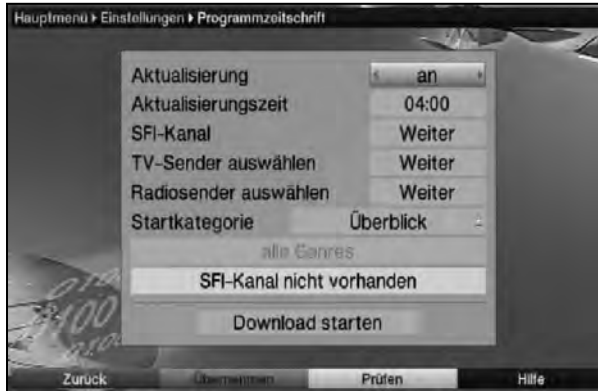 Hauptmenü Einstellungen Programmzeitschrift
Aktualisierung an
Aktualisierungszeit 04:00
SFI-Kanal Weiter
TV-Sender auswählen Weiter
Radiosender auswählen Weiter
Startkategorie Überblick
alle Genres
SFI-Kanal nicht vorhanden
Download starten
Zurück Übernehmen Prüfen Hilfe